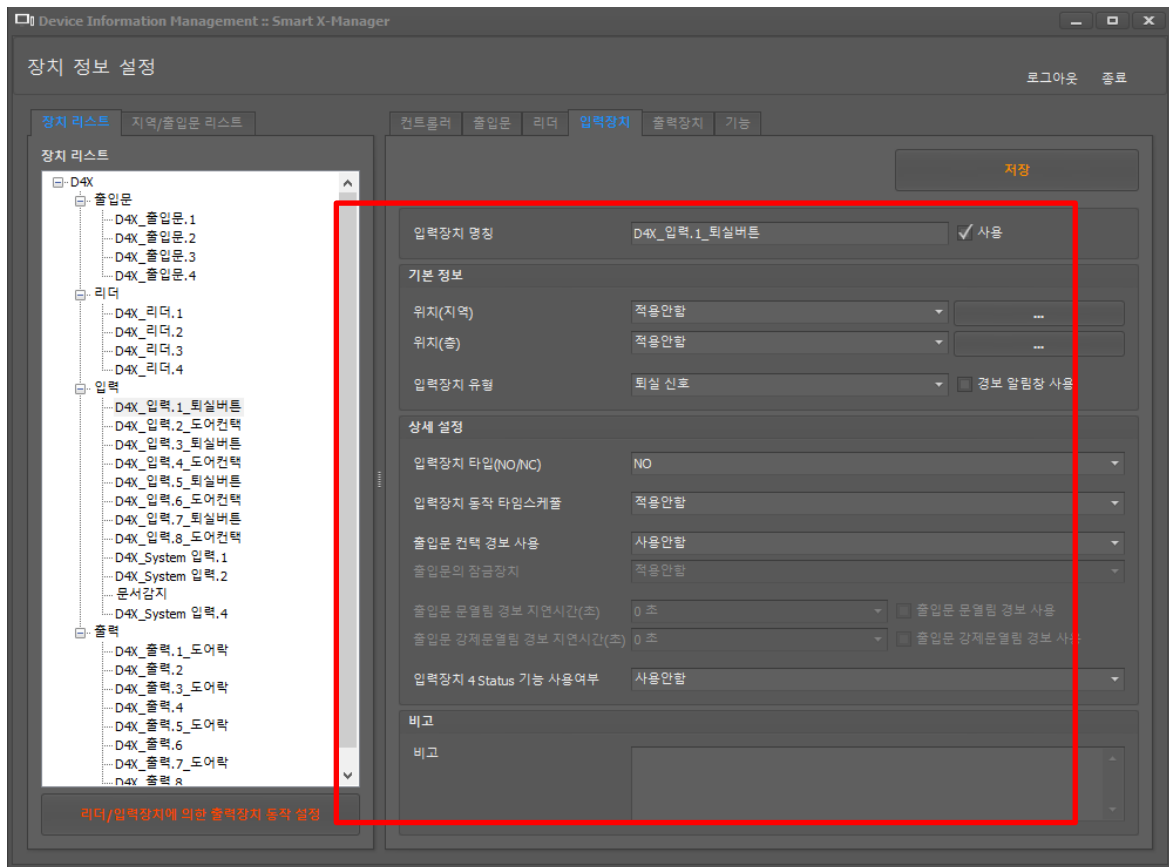 Device Information Management :: Smart X-Manager
장치 정보 설정
로그아웃 종료
장치 리스트 지역/출입문 리스트
장치 리스트
D4X
출입문
D4X_출입문.1
D4X_출입문.2
D4X_출입문.3
D4X_출입문.4
리더
D4X_리더.1
D4X_리더.2
D4X_리더.3
D4X_리더.4
입력
D4X_입력.1_퇴실버튼
D4X_입력.2_도어컨택
D4X_입력.3_퇴실버튼
D4X_입력.4_도어컨택
D4X_입력.5_퇴실버튼
D4X_입력.6_도어컨택
D4X_입력.7_퇴실버튼
D4X_입력.8_도어컨택
D4X_System 입력.1
D4X_System 입력.2
문서감지
D4X_System 입력.4
출력
D4X_출력.1_도어락
D4X_출력.2
D4X_출력.3_도어락
D4X_출력.4
D4X_출력.5_도어락
D4X_출력.6
D4X_출력.7_도어락
D4X_출력.8
리더/입력장치에 의한 출력장치 동작 설정
컨트롤러 출입문 리더 입력장치 출력장치 기능
저장
입력장치 명칭 D4X_입력.1_퇴실버튼 사용
기본 정보
위치(지역) 적용안함 ...
위치(층) 적용안함 ...
입력장치 유형 퇴실 신호 경보 알림창 사용
상세 설정
입력장치 타입(NO/NC) NO
입력장치 동작 타임스케쥴 적용안함
출입문 컨택 경보 사용 사용안함
출입문의 잠금장치 적용안함
출입문 문열림 경보 지연시간(초) 0 초 출입문 문열림 경보 사용
출입문 강제문열림 경보 지연시간(초) 0 초 출입문 강제문열림 경보 사용
입력장치 4 Status 기능 사용여부 사용안함
비고
비고